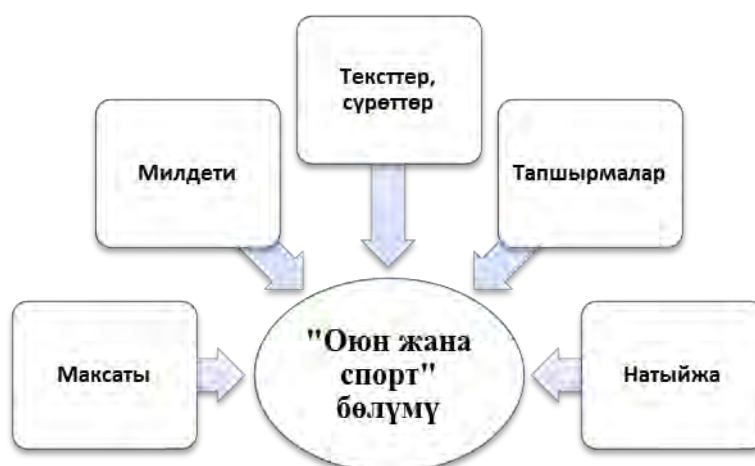 Тексттер,
сүрөттөр
Милдети
Тапшырмалар
Максаты
"Оюн жана
спорт"
бөлүмү
Натыйжа